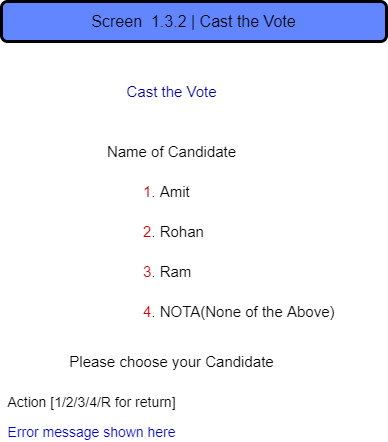 Screen  1.3.2 | Cast the Vote
Cast the Vote
Name of Candidate
1. Amit
2. Rohan
3. Ram
4. NOTA(None of the Above)
Please choose your Candidate
Action [1/2/3/4/R for return]
Error message shown here